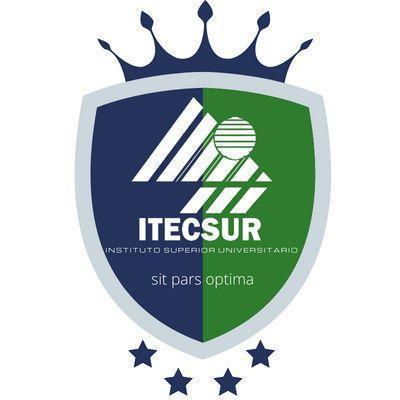 ITECSUR
INSTITUTO SUPERIOR UNIVERSITARIO
sit pars optima